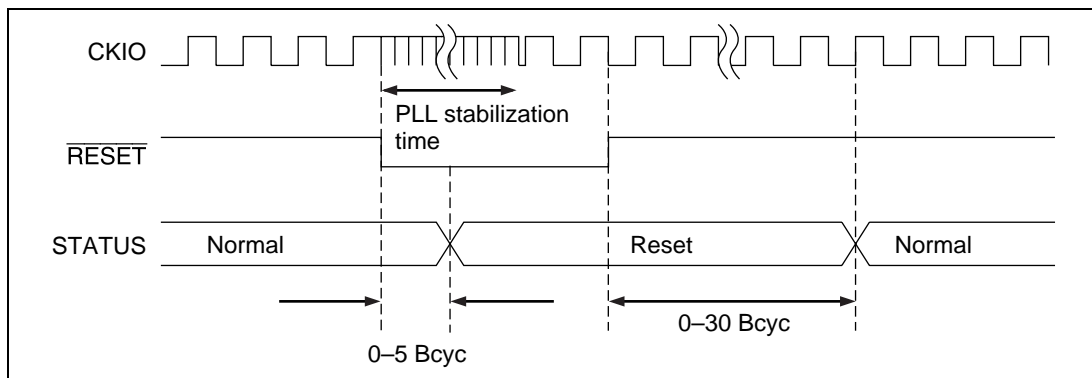 CKIO
PLL stabilization
time
RESET
STATUS
Normal
Reset
Normal
0–5 Bcyc
0–30 Bcyc